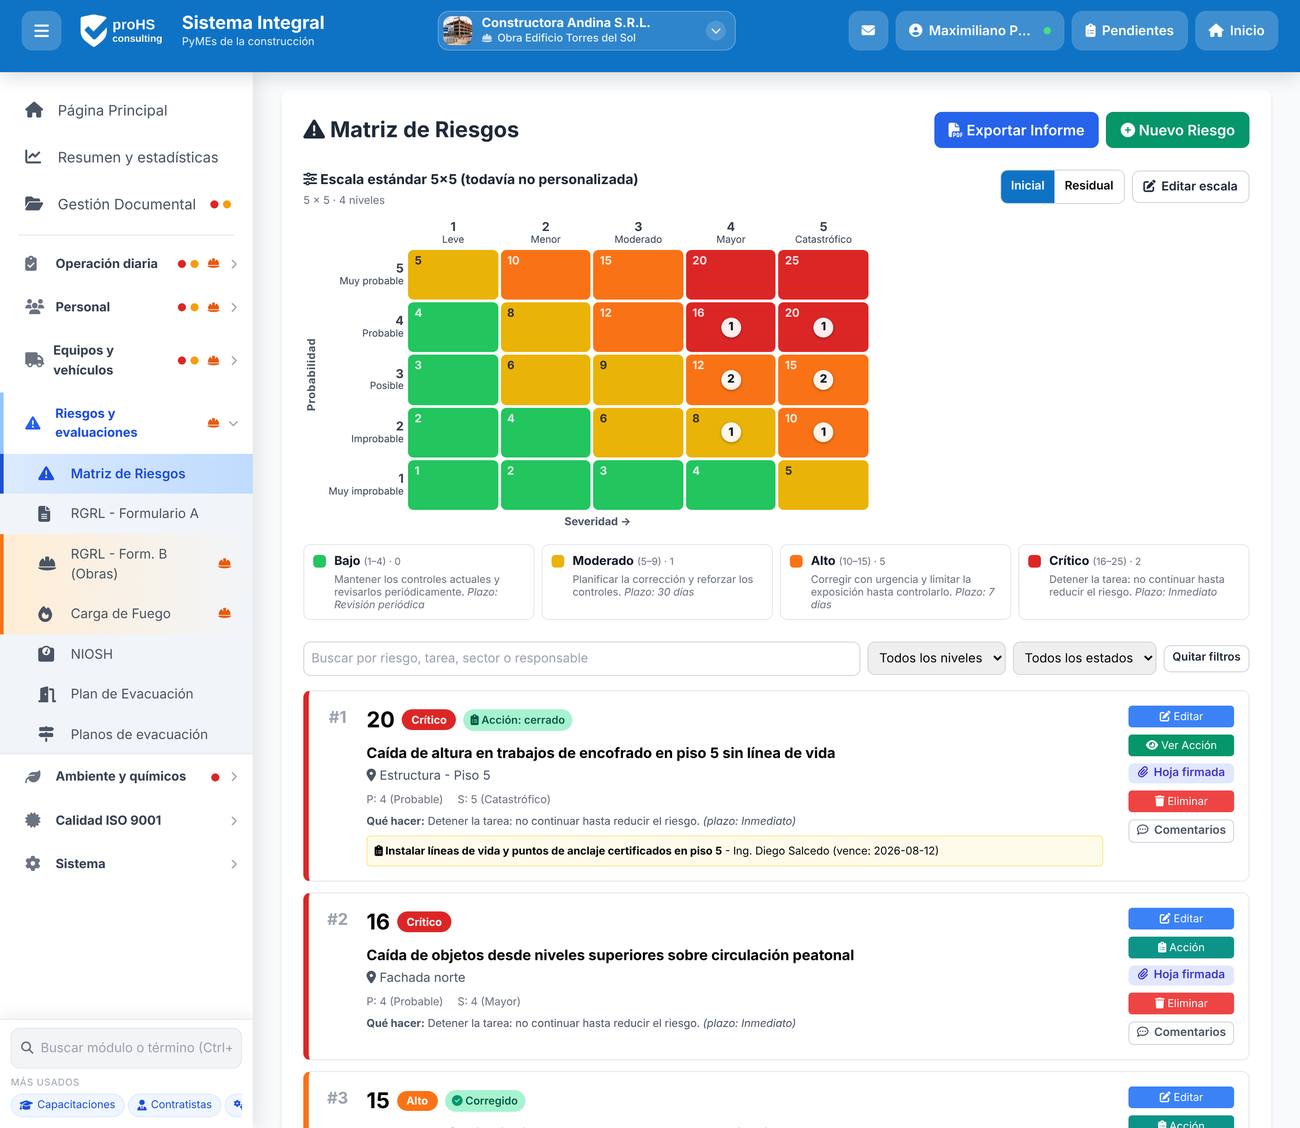 proHS
consulting
Sistema Integral
PyMEs de la construcción
Constructora Andina S.R.L.
Obra Edificio Torres del Sol
Maximiliano P...
Pendientes
Inicio
Página Principal
Resumen y estadísticas
Gestión Documental
Operación diaria
Personal
Equipos y
vehículos
Riesgos y
evaluaciones
Matriz de Riesgos
RGRL - Formulario A
RGRL - Form. B
(Obras)
Carga de Fuego
NIOSH
Plan de Evacuación
Planos de evacuación
Ambiente y químicos
Calidad ISO 9001
Sistema
Buscar módulo o término (Ctrl+
MÁS USADOS
Capacitaciones
Contratistas
Matriz de Riesgos
Exportar Informe
Nuevo Riesgo
Escala estándar 5×5 (todavía no personalizada)
5 × 5 · 4 niveles
Inicial
Residual
Editar escala
1 2 3 4 5
Leve Menor Moderado Mayor Catastrófico
Probabilidad
5
Muy probable
5 10 15 20 25
4
Probable
4 8 12 16 1 20 1
3
Posible
3 6 9 12 2 15 2
2
Improbable
2 4 6 8 1 10 1
1
Muy improbable
1 2 3 4 5
Severidad →
Bajo (1–4) · 0
Mantener los controles actuales y
revisarlos periódicamente. Plazo:
Revisión periódica
Moderado (5–9) · 1
Planificar la corrección y reforzar los
controles. Plazo: 30 días
Alto (10–15) · 5
Corregir con urgencia y limitar la
exposición hasta controlarlo. Plazo: 7
días
Crítico (16–25) · 2
Detener la tarea: no continuar hasta
reducir el riesgo. Plazo: Inmediato
Buscar por riesgo, tarea, sector o responsable
Todos los niveles
Todos los estados
Quitar filtros
#1
20 Crítico Acción: cerrado
Caída de altura en trabajos de encofrado en piso 5 sin línea de vida
Estructura - Piso 5
P: 4 (Probable) S: 5 (Catastrófico)
Qué hacer: Detener la tarea: no continuar hasta reducir el riesgo. (plazo: Inmediato)
Instalar líneas de vida y puntos de anclaje certificados en piso 5 - Ing. Diego Salcedo (vence: 2026-08-12)
Editar
Ver Acción
Hoja firmada
Eliminar
Comentarios
#2
16 Crítico
Caída de objetos desde niveles superiores sobre circulación peatonal
Fachada norte
P: 4 (Probable) S: 4 (Mayor)
Qué hacer: Detener la tarea: no continuar hasta reducir el riesgo. (plazo: Inmediato)
Editar
Acción
Hoja firmada
Eliminar
Comentarios
#3
15 Alto Corregido
Editar
Acción